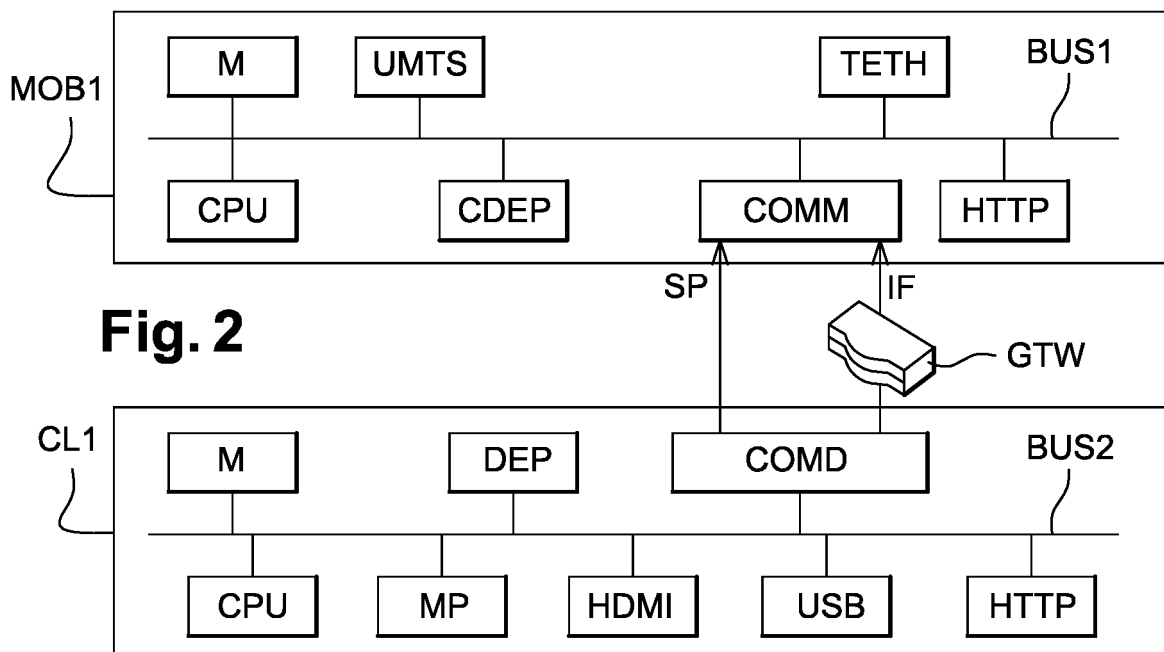 M UMTS TETH BUS1
MOB1
CPU CDEP COMM HTTP
SP IF
Fig. 2
GTW
CL1
M DEP COMD BUS2
CPU MP HDMI USB HTTP